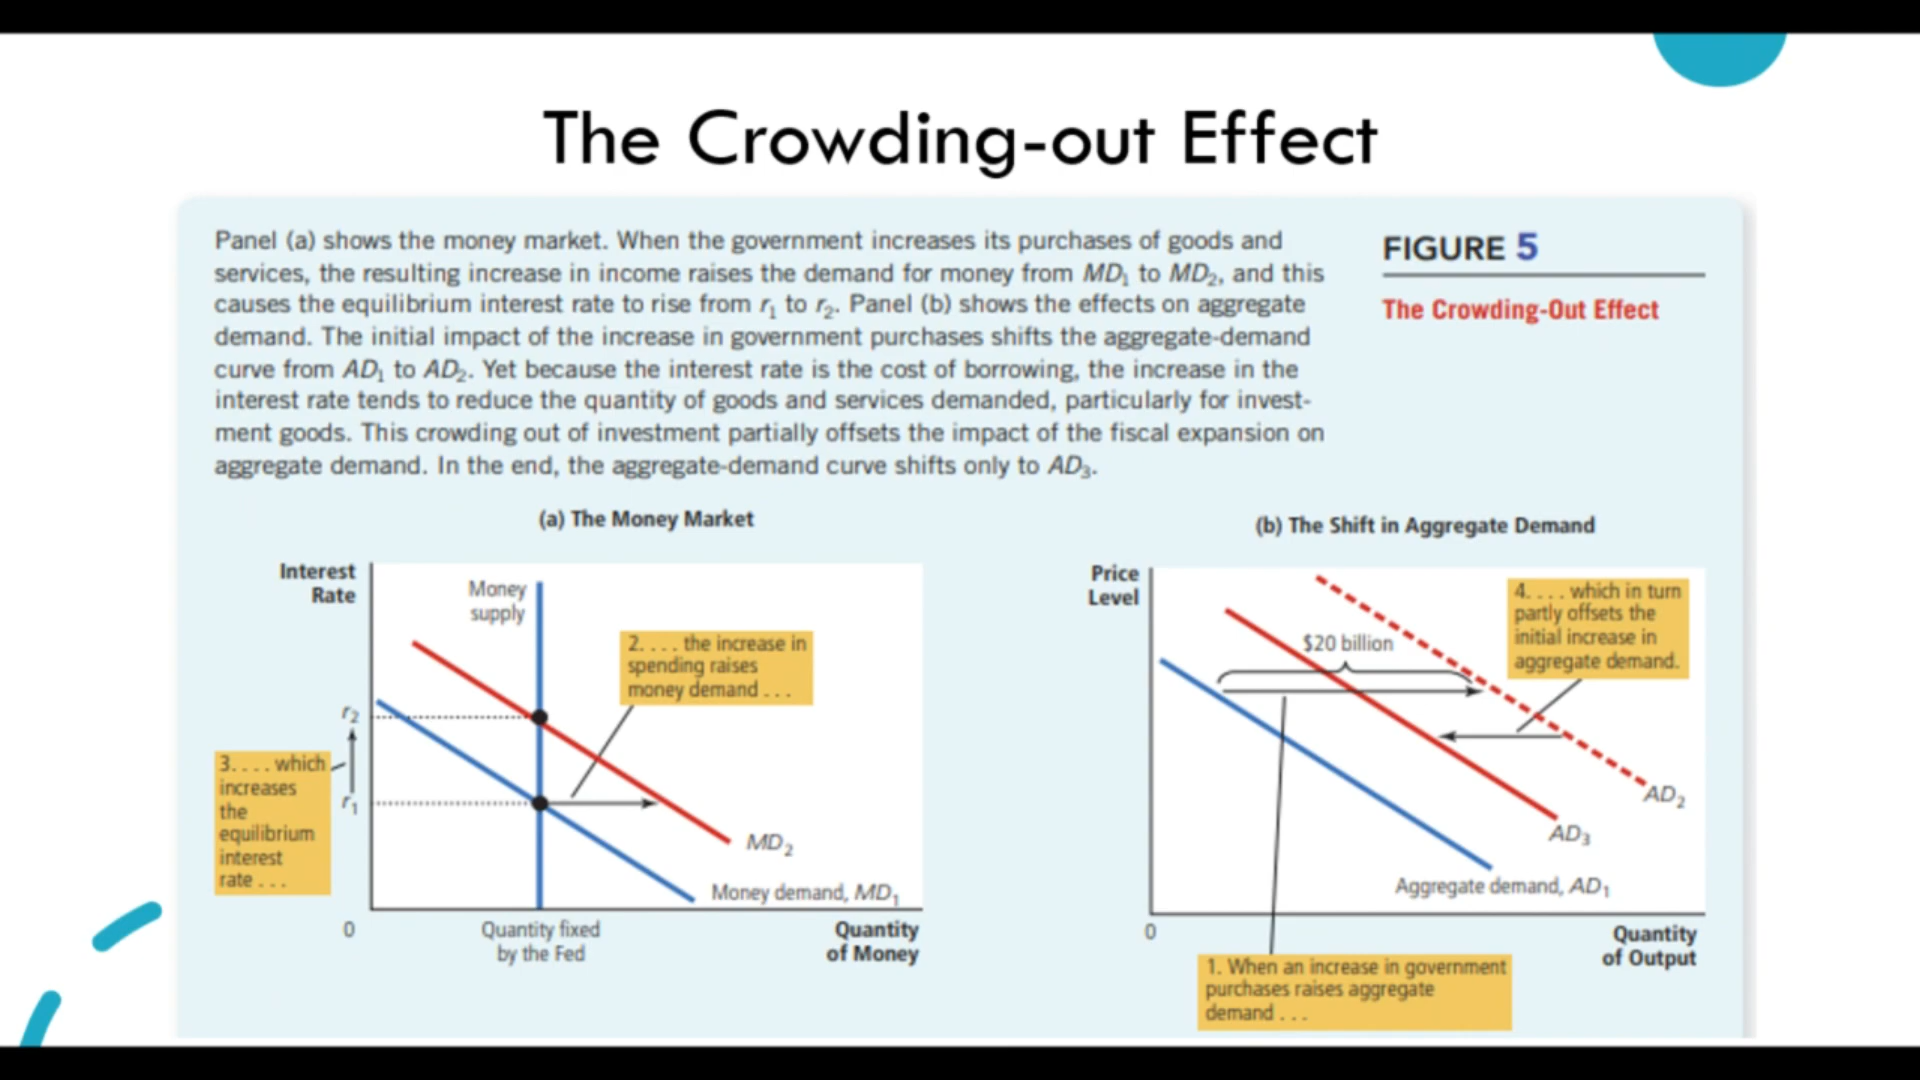 The Crowding-out Effect
Panel (a) shows the money market. When the government increases its purchases of goods and
services, the resulting increase in income raises the demand for money from MD₁ to MD₂, and this
causes the equilibrium interest rate to rise from r₁ to r₂. Panel (b) shows the effects on aggregate
demand. The initial impact of the increase in government purchases shifts the aggregate-demand
curve from AD₁ to AD₂. Yet because the interest rate is the cost of borrowing, the increase in the
interest rate tends to reduce the quantity of goods and services demanded, particularly for invest-
ment goods. This crowding out of investment partially offsets the impact of the fiscal expansion on
aggregate demand. In the end, the aggregate-demand curve shifts only to AD₃.
FIGURE 5
The Crowding-Out Effect
(a) The Money Market
Interest
Rate
Money
supply
2. . . . the increase in
spending raises
money demand . . .
r₂
3. . . . which
increases
the
equilibrium
interest
rate . . .
r₁
MD₂
Money demand, MD₁
0
Quantity fixed
by the Fed
Quantity
of Money
(b) The Shift in Aggregate Demand
Price
Level
4. . . . which in turn
partly offsets the
initial increase in
aggregate demand.
$20 billion
AD₂
AD₃
Aggregate demand, AD₁
0
Quantity
of Output
1. When an increase in government
purchases raises aggregate
demand . . .